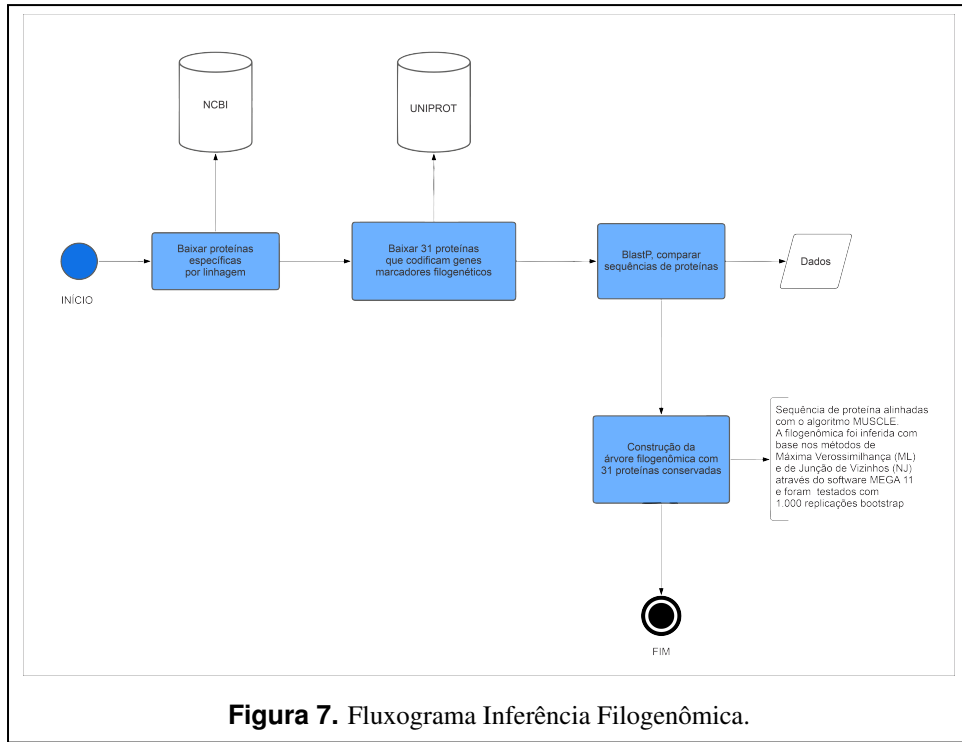 NCBI
UNIPROT
Baixar proteínas
específicas
por linhagem
Baixar 31 proteínas
que codificam genes
marcadores filogenéticos
BlastP, comparar
sequências de proteínas
Dados
INÍCIO
Construção da
árvore filogenômica com
31 proteínas conservadas
Sequência de proteína alinhadas
com o algoritmo MUSCLE.
A filogenômica foi inferida com
base nos métodos de
Máxima Verossimilhança (ML)
e de Junção de Vizinhos (NJ)
através do software MEGA 11
e foram testados com
1.000 replicações bootstrap
FIM
Figura 7. Fluxograma Inferência Filogenômica.